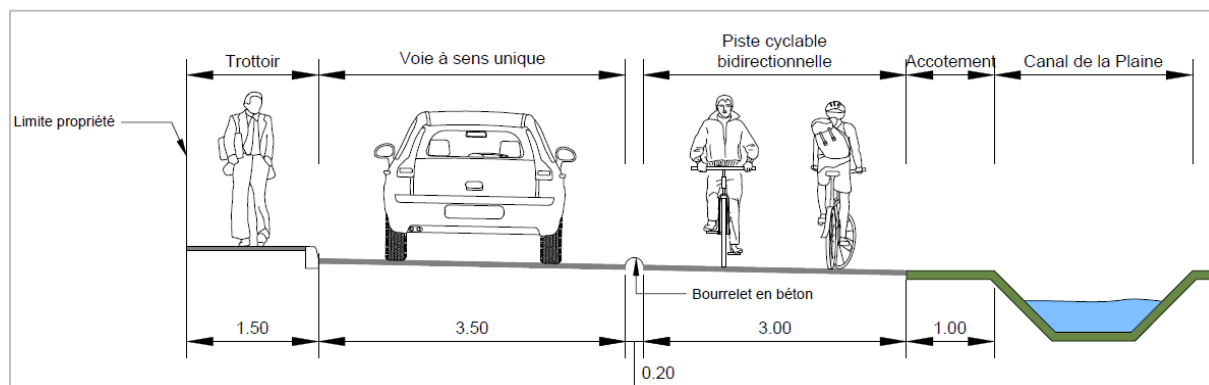 Trottoir
Voie à sens unique
Piste cyclable
bidirectionnelle
Accotement
Canal de la Plaine
Limite propriété
Bourrelet en béton
1.50
3.50
3.00
1.00
0.20